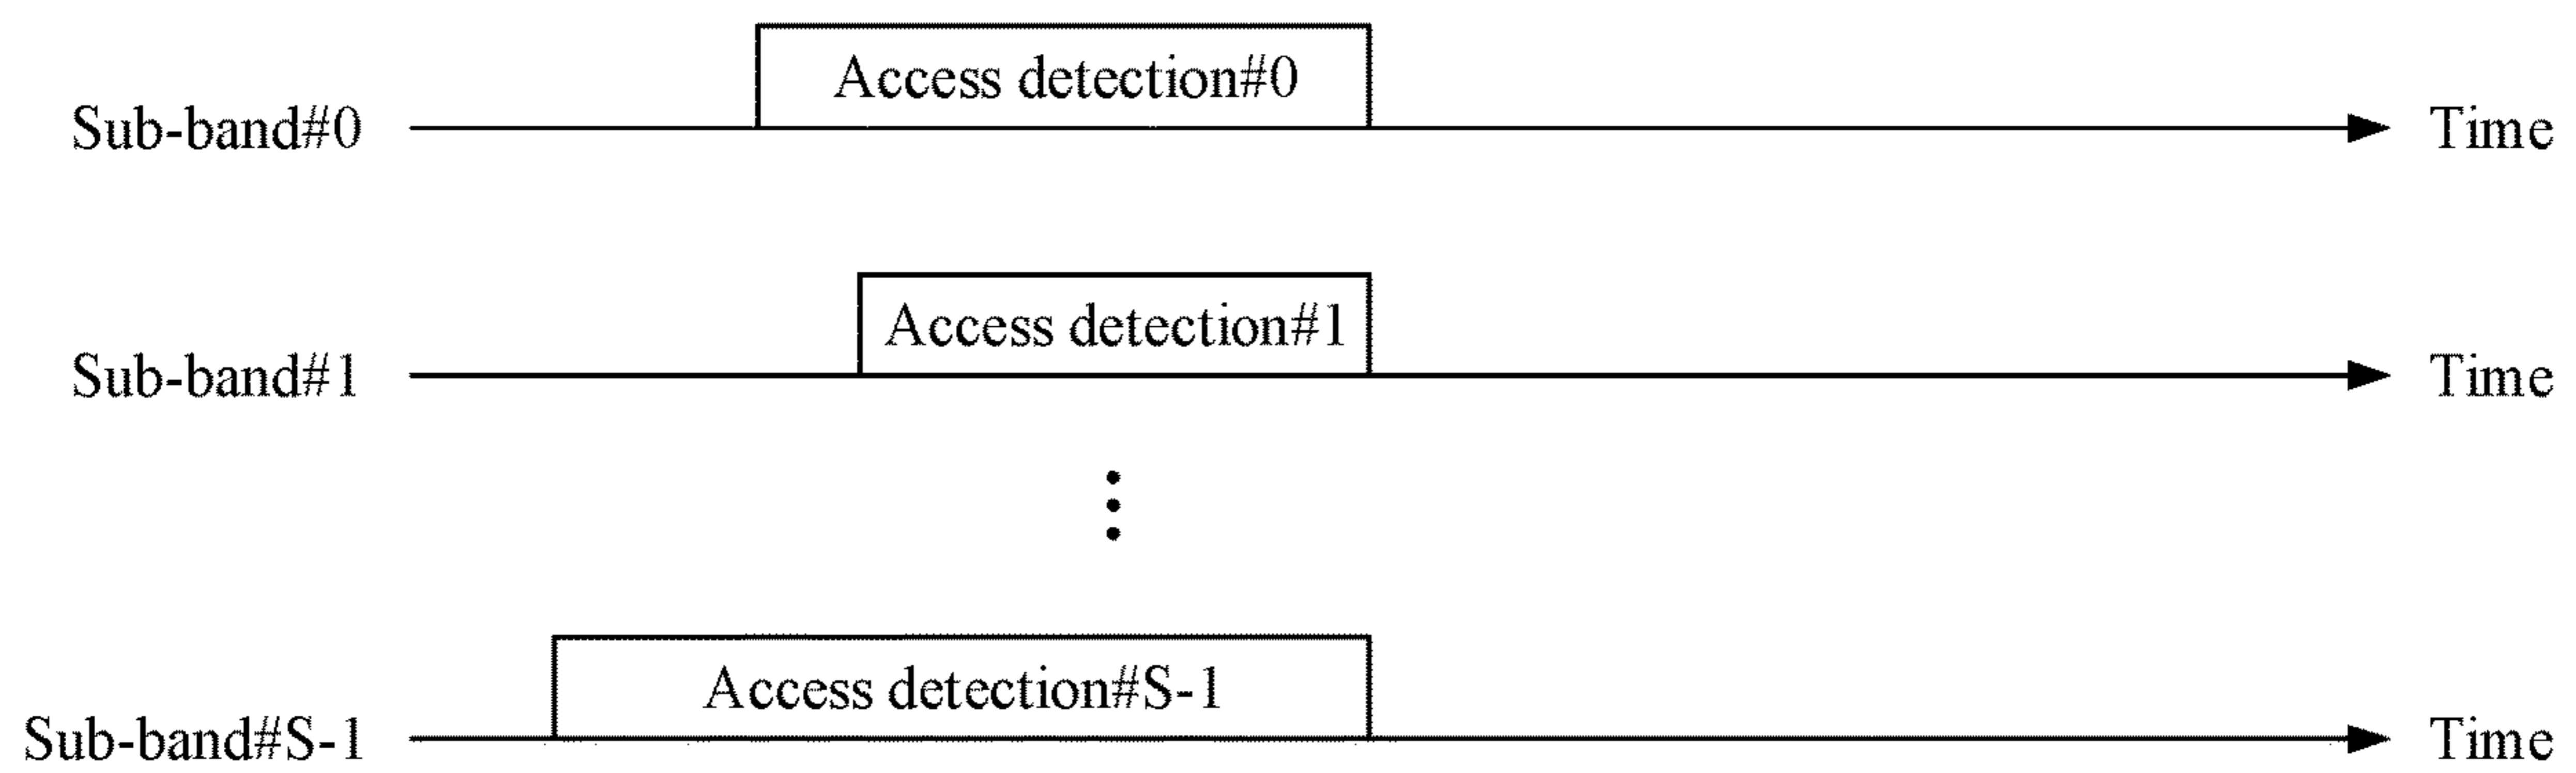 Access detection#0
Sub-band#0 Time
Access detection#1
Sub-band#1 Time
Access detection#S-1
Sub-band#S-1 Time